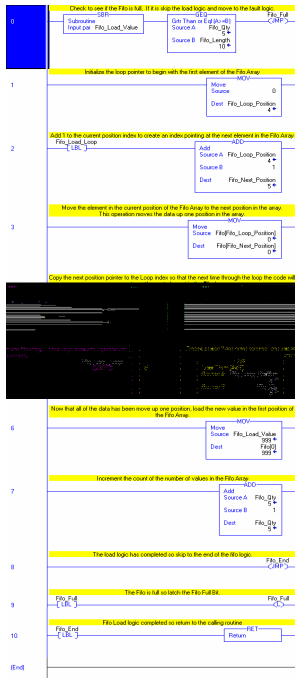 Check to see if the Fifo is full. If it is skip the load logic and move to the fault logic.
0
SBR
Subroutine
Input par Fifo_Load_Value
GEQ
Grtr Than or Eql (A>=B)
Source A Fifo_Qty
5
Source B Fifo_Length
10
Fifo_Full
JMP
Initialize the loop pointer to begin with the first element of the Fifo Array
1
MOV
Move
Source 0
Dest Fifo_Loop_Position
4
Add 1 to the current position index to create an index pointing at the next element in the Fifo Array
2
Fifo_Load_Loop
LBL
ADD
Add
Source A Fifo_Loop_Position
4
Source B 1
Dest Fifo_Next_Position
5
Move the element in the current position of the Fifo Array to the next position in the array.
This operation moves the data up one position in the array.
3
MOV
Move
Source Fifo[Fifo_Loop_Position]
0
Dest Fifo[Fifo_Next_Position]
0
Copy the next position pointer to the Loop index so that the next time through the loop the code will
Now that all of the data has been move up one position, load the new value in the first position of
the Fifo Array.
6
MOV
Move
Source Fifo_Load_Value
999
Dest Fifo[0]
999
Increment the count of the number of values in the Fifo Array
7
ADD
Add
Source A Fifo_Qty
5
Source B 1
Dest Fifo_Qty
5
The load logic has completed so skip to the end of the fifo logic.
8
Fifo_End
JMP
The Fifo is full so latch the Fifo Full Bit.
9
Fifo_Full
LBL
Fifo_Full
L
Fifo Load logic completed so return to the calling routine
10
Fifo_End
LBL
RET
Return
(End)